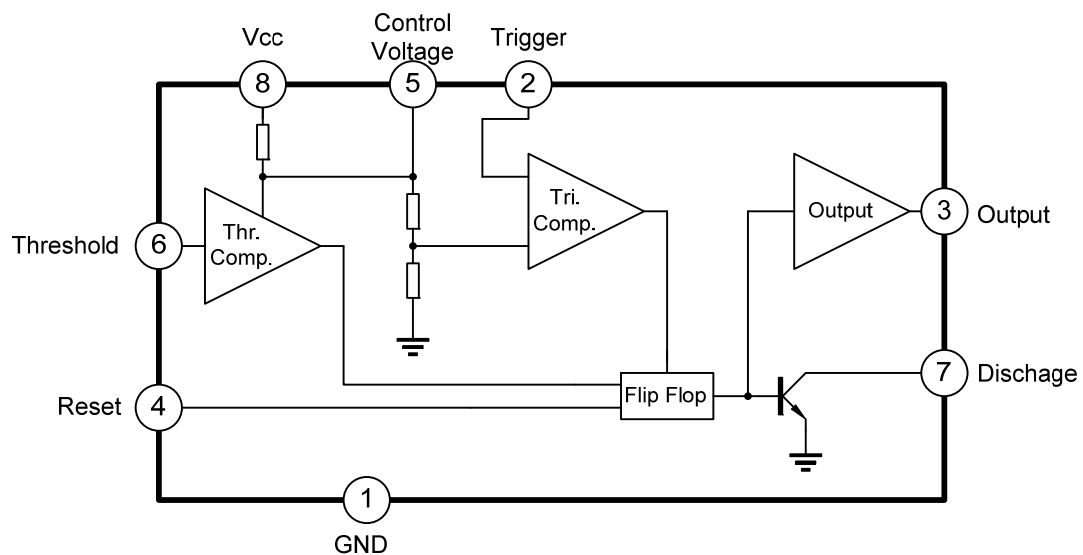 Vcc
Control
Voltage
Trigger
8
5
2
Threshold
6
Thr.
Comp.
Tri.
Comp.
Output
3
Output
Reset
4
Flip Flop
7
Dischage
1
GND